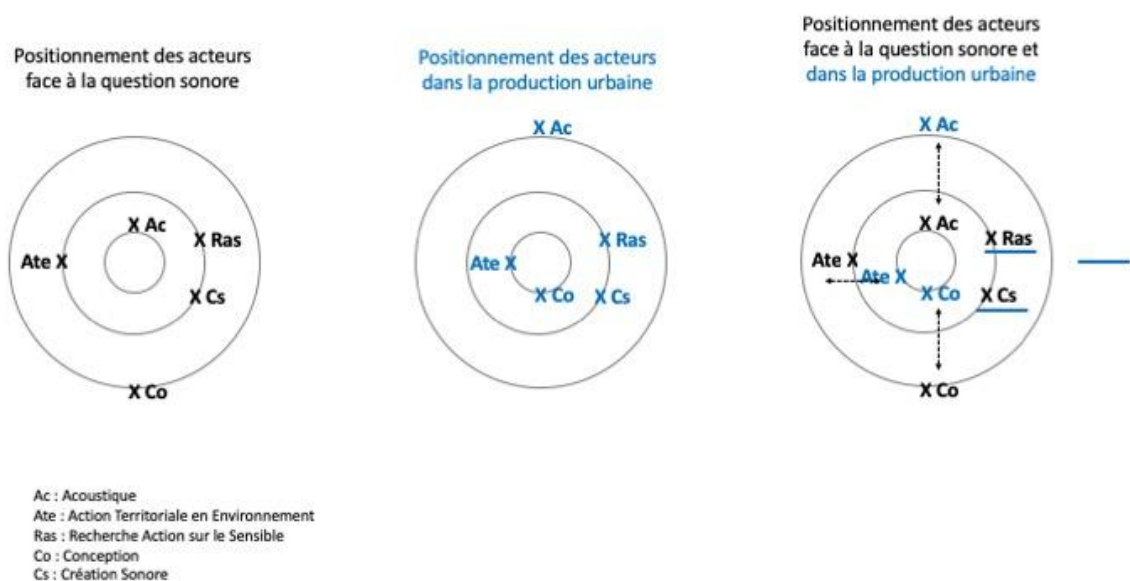 Positionnement des acteurs
face à la question sonore
X Ac
X Ras
Ate X
X Cs
X Co
Positionnement des acteurs
dans la production urbaine
X Ac
X Ras
Ate X
X Co
X Cs
Positionnement des acteurs
face à la question sonore et
dans la production urbaine
X Ac
X Ac
X Ras
Ate X
Ate X
X Co
X Cs
X Co
Ac : Acoustique
Ate : Action Territoriale en Environnement
Ras : Recherche Action sur le Sensible
Co : Conception
Cs : Création Sonore